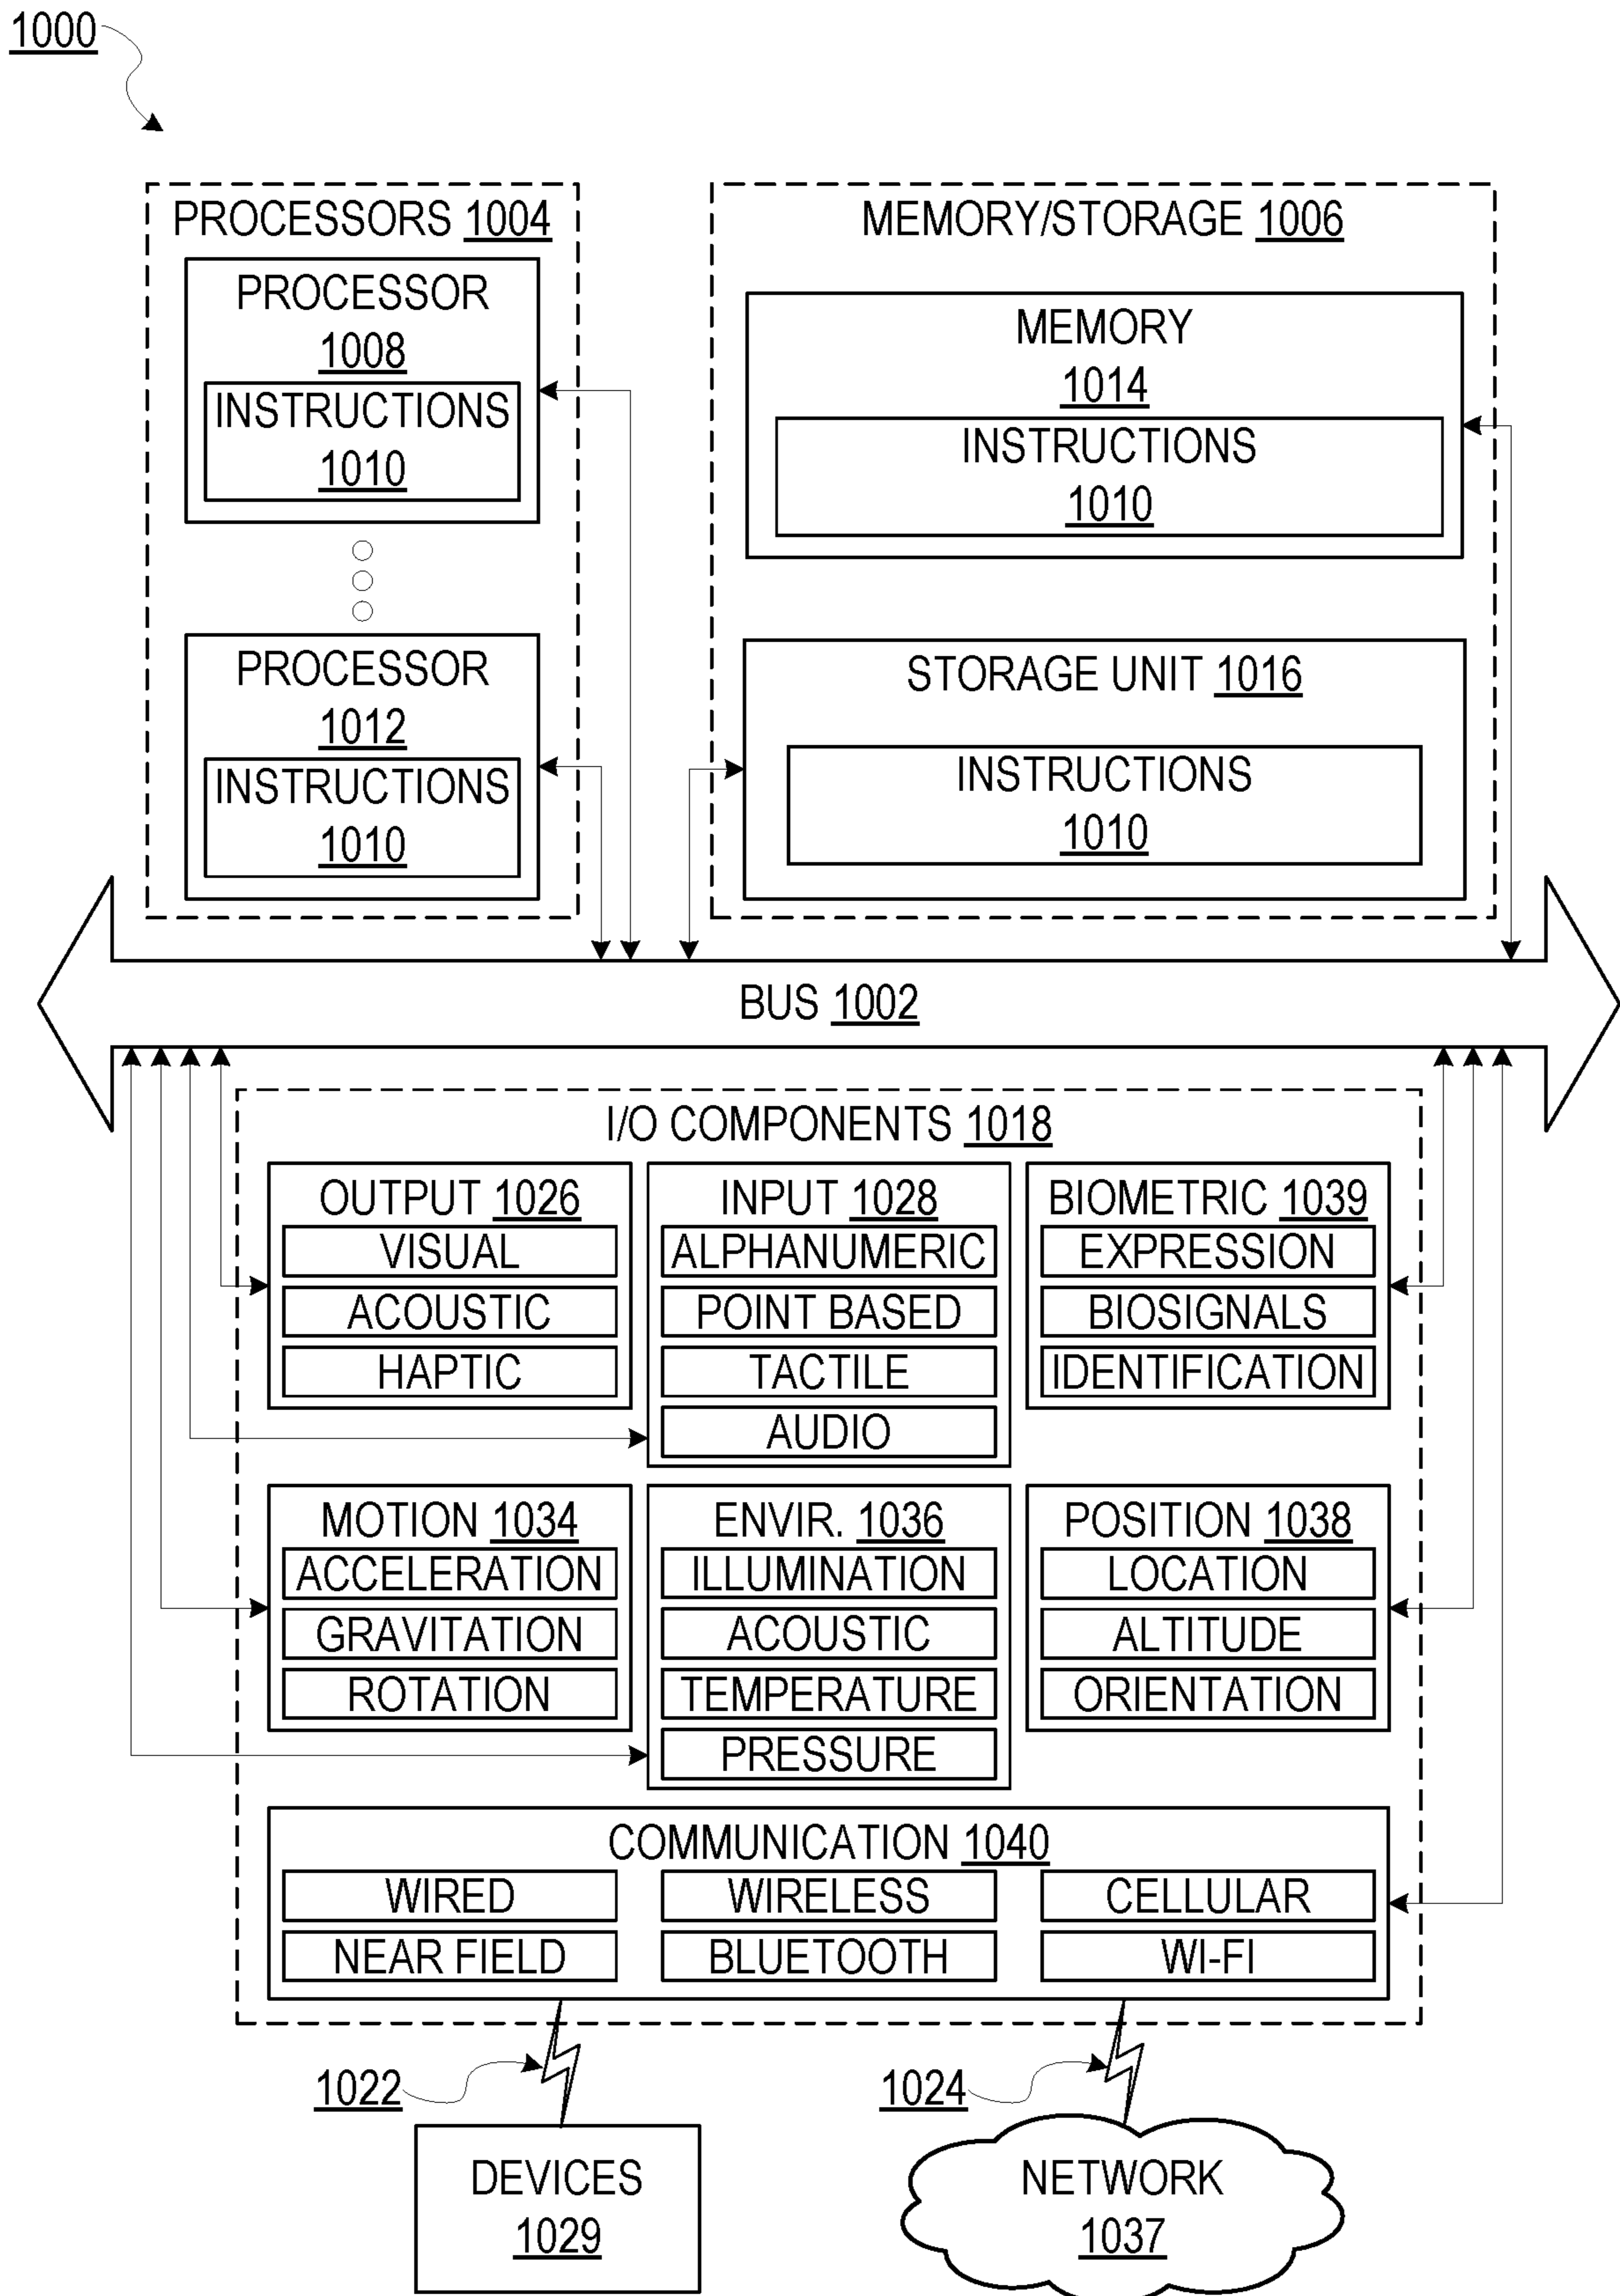 1000
PROCESSORS 1004
PROCESSOR
1008
INSTRUCTIONS
1010
PROCESSOR
1012
INSTRUCTIONS
1010
MEMORY/STORAGE 1006
MEMORY
1014
INSTRUCTIONS
1010
STORAGE UNIT 1016
INSTRUCTIONS
1010
BUS 1002
I/O COMPONENTS 1018
OUTPUT 1026
VISUAL
ACOUSTIC
HAPTIC
INPUT 1028
ALPHANUMERIC
POINT BASED
TACTILE
AUDIO
BIOMETRIC 1039
EXPRESSION
BIOSIGNALS
IDENTIFICATION
MOTION 1034
ACCELERATION
GRAVITATION
ROTATION
ENVIR. 1036
ILLUMINATION
ACOUSTIC
TEMPERATURE
PRESSURE
POSITION 1038
LOCATION
ALTITUDE
ORIENTATION
COMMUNICATION 1040
WIRED
WIRELESS
CELLULAR
NEAR FIELD
BLUETOOTH
WI-FI
1022
1024
DEVICES
1029
NETWORK
1037